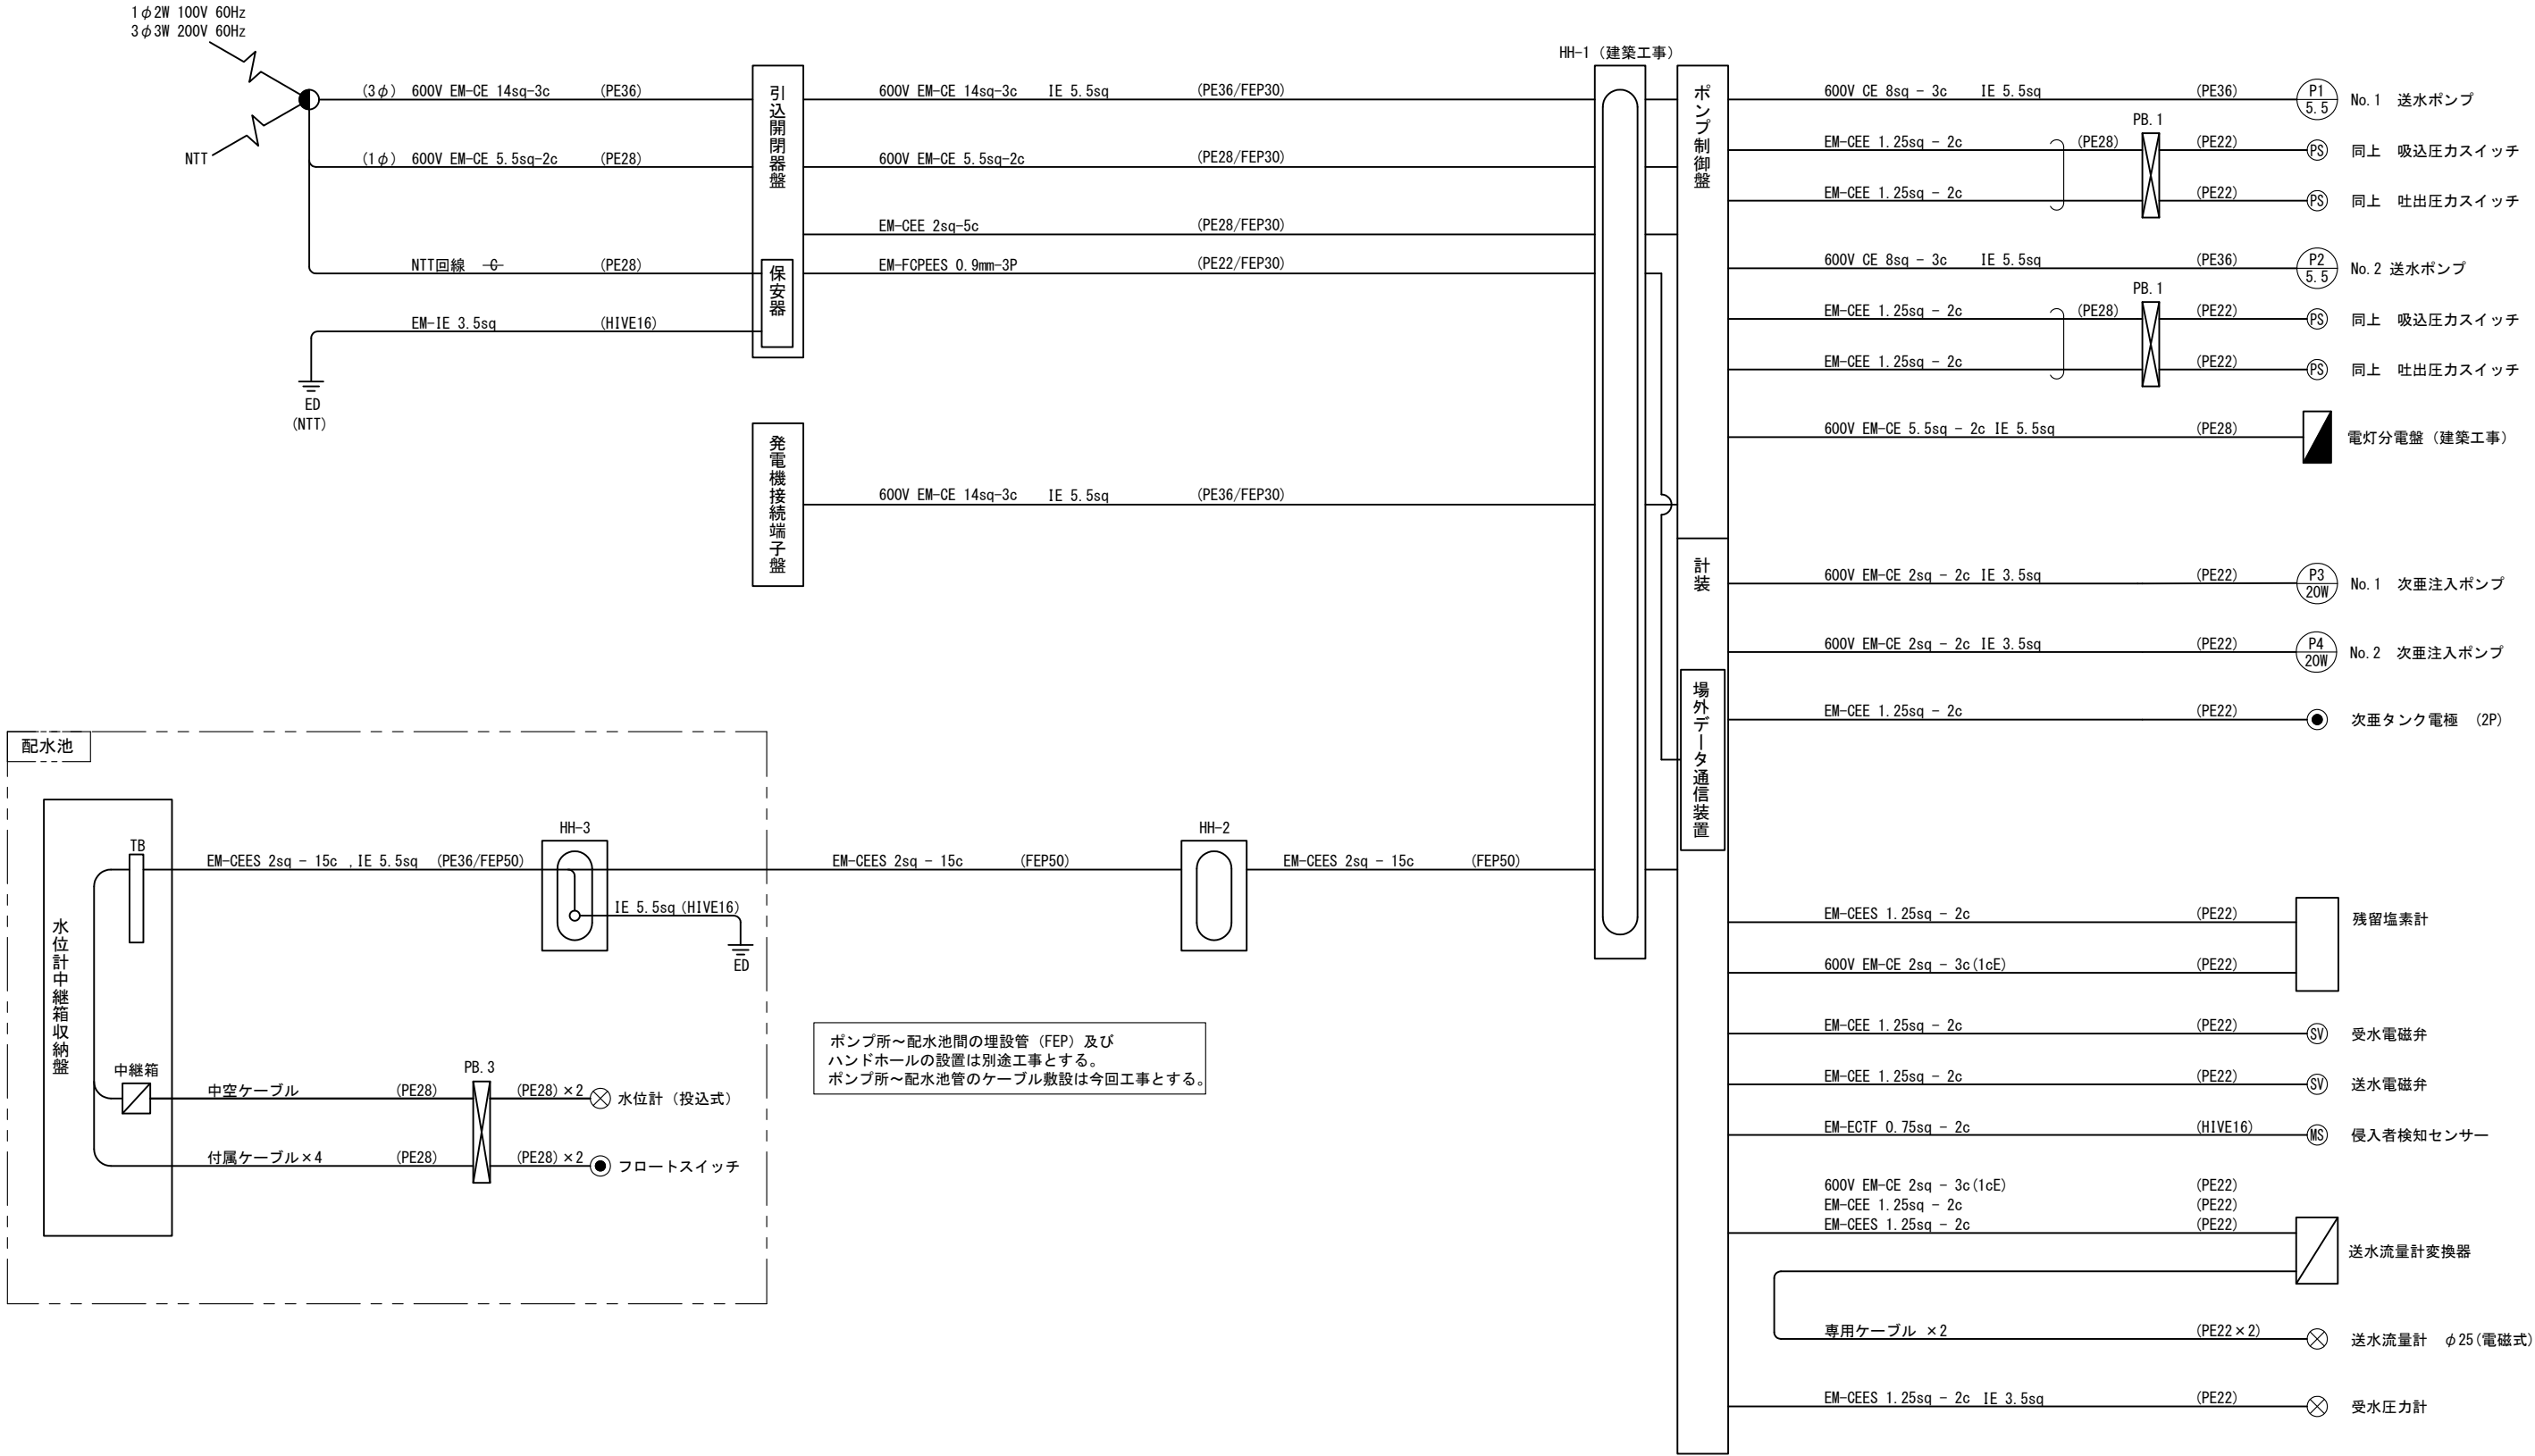 1φ2W 100V 60Hz
3φ3W 200V 60Hz
NTT
(3φ) 600V EM-CE 14sq-3c (PE36)
(1φ) 600V EM-CE 5.5sq-2c (PE28)
NTT回線 -C- (PE28)
EM-IE 3.5sq (HIVE16)
ED
(NTT)
引込開閉器盤
保安器
600V EM-CE 14sq-3c IE 5.5sq (PE36/FEP30)
600V EM-CE 5.5sq-2c (PE28/FEP30)
EM-CEE 2sq-5c (PE28/FEP30)
EM-FCPEES 0.9mm-3P (PE22/FEP30)
発電機接続端子盤
600V EM-CE 14sq-3c IE 5.5sq (PE36/FEP30)
HH-1 (建築工事)
ポンプ制御盤
計装
場外データ通信装置
600V CE 8sq - 3c IE 5.5sq (PE36)
P1
5.5
No.1 送水ポンプ
PB.1
EM-CEE 1.25sq - 2c (PE28) (PE22)
PS
同上 吸込圧力スイッチ
EM-CEE 1.25sq - 2c (PE22)
PS
同上 吐出圧力スイッチ
600V CE 8sq - 3c IE 5.5sq (PE36)
P2
5.5
No.2 送水ポンプ
PB.1
EM-CEE 1.25sq - 2c (PE28) (PE22)
PS
同上 吸込圧力スイッチ
EM-CEE 1.25sq - 2c (PE22)
PS
同上 吐出圧力スイッチ
600V EM-CE 5.5sq - 2c IE 5.5sq (PE28)
電灯分電盤 (建築工事)
600V EM-CE 2sq - 2c IE 3.5sq (PE22)
P3
20W
No.1 次亜注入ポンプ
600V EM-CE 2sq - 2c IE 3.5sq (PE22)
P4
20W
No.2 次亜注入ポンプ
EM-CEE 1.25sq - 2c (PE22)
次亜タンク電極 (2P)
EM-CEES 1.25sq - 2c (PE22)
残留塩素計
600V EM-CE 2sq - 3c(1cE) (PE22)
EM-CEE 1.25sq - 2c (PE22)
SV
受水電磁弁
EM-CEE 1.25sq - 2c (PE22)
SV
送水電磁弁
EM-ECTF 0.75sq - 2c (HIVE16)
MS
侵入者検知センサー
600V EM-CE 2sq - 3c(1cE) (PE22)
EM-CEE 1.25sq - 2c (PE22)
EM-CEES 1.25sq - 2c (PE22)
送水流量計変換器
専用ケーブル ×2 (PE22×2)
送水流量計 φ25(電磁式)
EM-CEES 1.25sq - 2c IE 3.5sq (PE22)
受水圧力計
配水池
水位計中継箱収納盤
TB
EM-CEES 2sq - 15c ,IE 5.5sq (PE36/FEP50)
HH-3
IE 5.5sq (HIVE16)
ED
EM-CEES 2sq - 15c (FEP50)
HH-2
EM-CEES 2sq - 15c (FEP50)
中継箱
中空ケーブル (PE28)
PB.3
(PE28)×2
水位計 (投込式)
付属ケーブル×4 (PE28)
(PE28)×2
フロートスイッチ
ポンプ所～配水池間の埋設管 (FEP) 及び
ハンドホールの設置は別途工事とする。
ポンプ所～配水池管のケーブル敷設は今回工事とする。